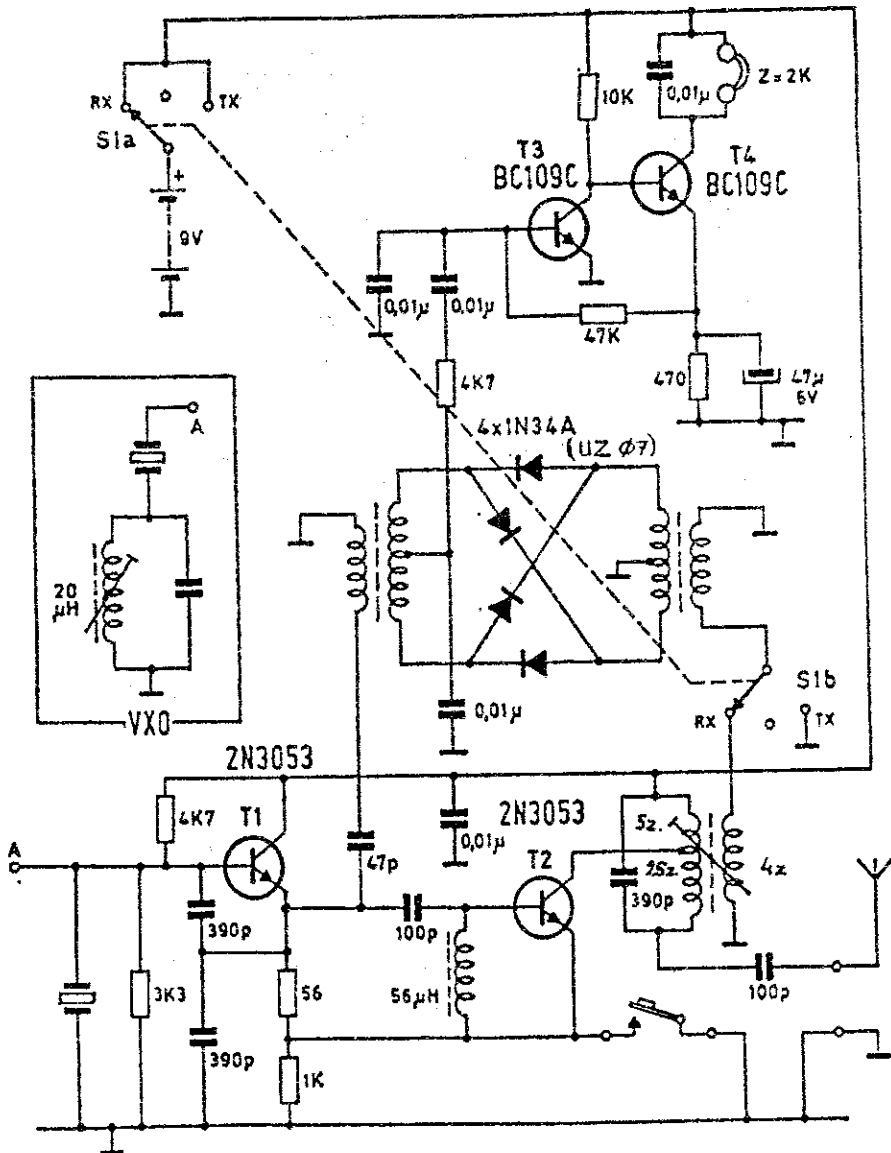 RX
TX
S1a
+
9V
10K
0,01µ
Z=2K
T3
BC109C
T4
BC109C
0,01µ
0,01µ
47K
4K7
470
47µ
6V
4x1N34A
(UZ Ø7)
A
20
µH
VXO
S1b
RX
TX
2N3053
0,01µ
4K7
T1
A
47p
0,01µ
2N3053
T2
5z.
25z.
390p
4z
390p
100p
56µH
100p
3K3
56
390p
1K